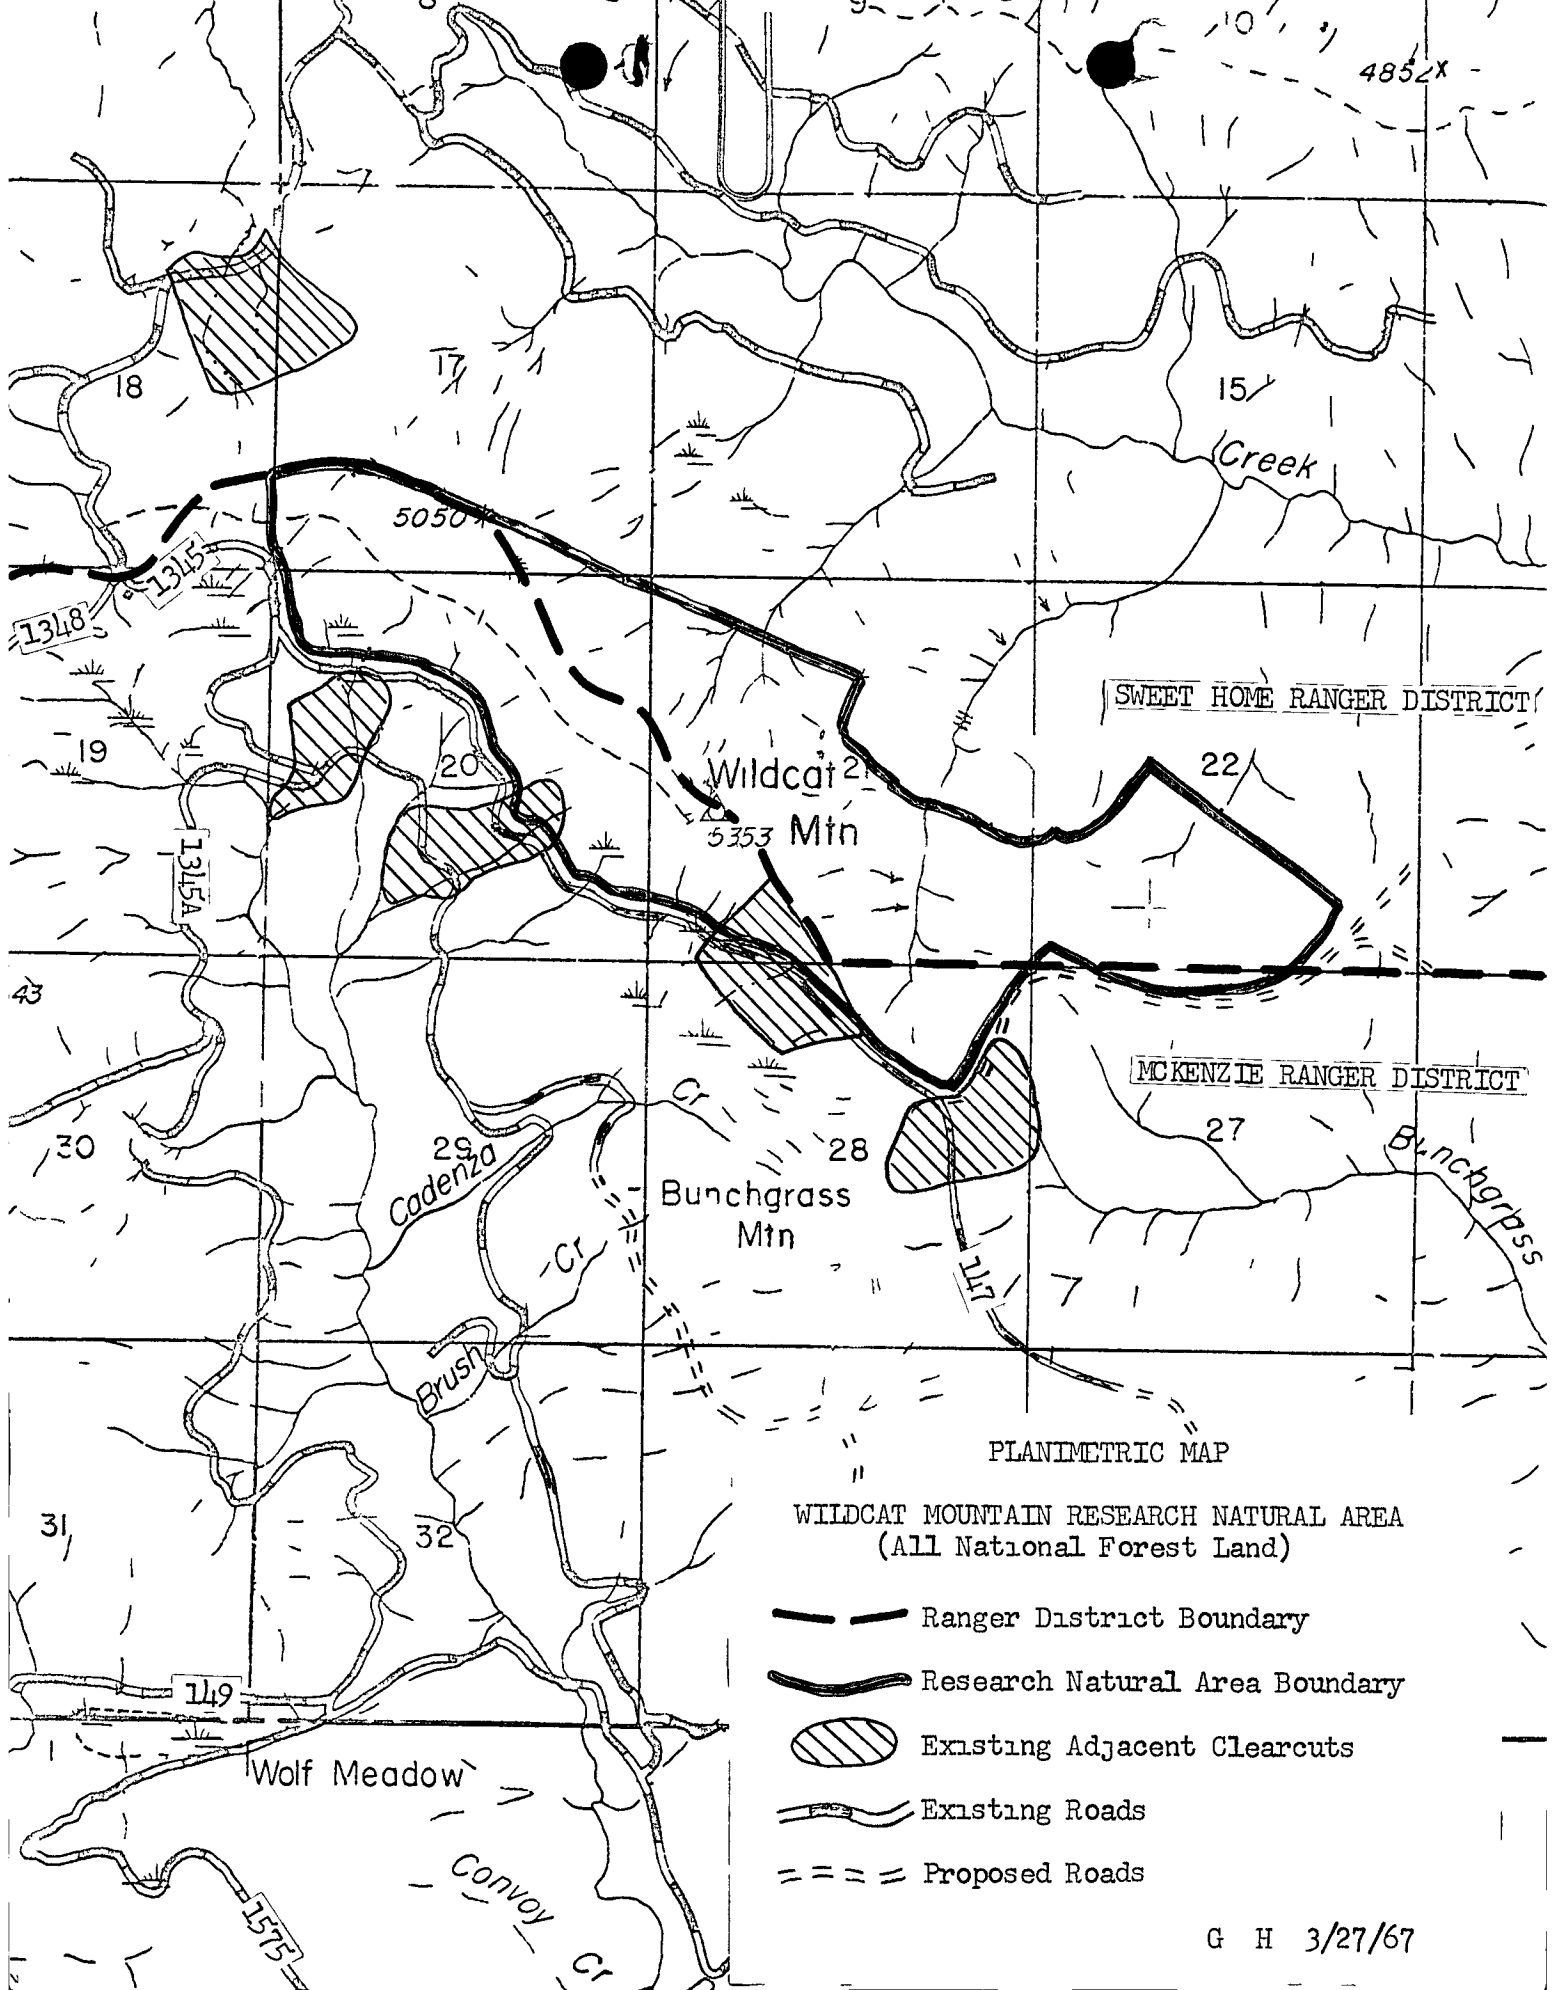 10
4852x
17
18
15
Creek
5050
1345
1348
SWEET HOME RANGER DISTRICT
19
20
Wildcat 21
22
Mtn
5353
1345A
43
MCKENZIE RANGER DISTRICT
Cr
30
29
Cadenza
28
27
Bunchgrass
Bunchgrass
Mtn
Cr
147
Brush
PLANIMETRIC MAP
WILDCAT MOUNTAIN RESEARCH NATURAL AREA
(All National Forest Land)
31
32
Ranger District Boundary
Research Natural Area Boundary
149
Existing Adjacent Clearcuts
Wolf Meadow
Existing Roads
Proposed Roads
Convoy
Cr
1575
G H 3/27/67